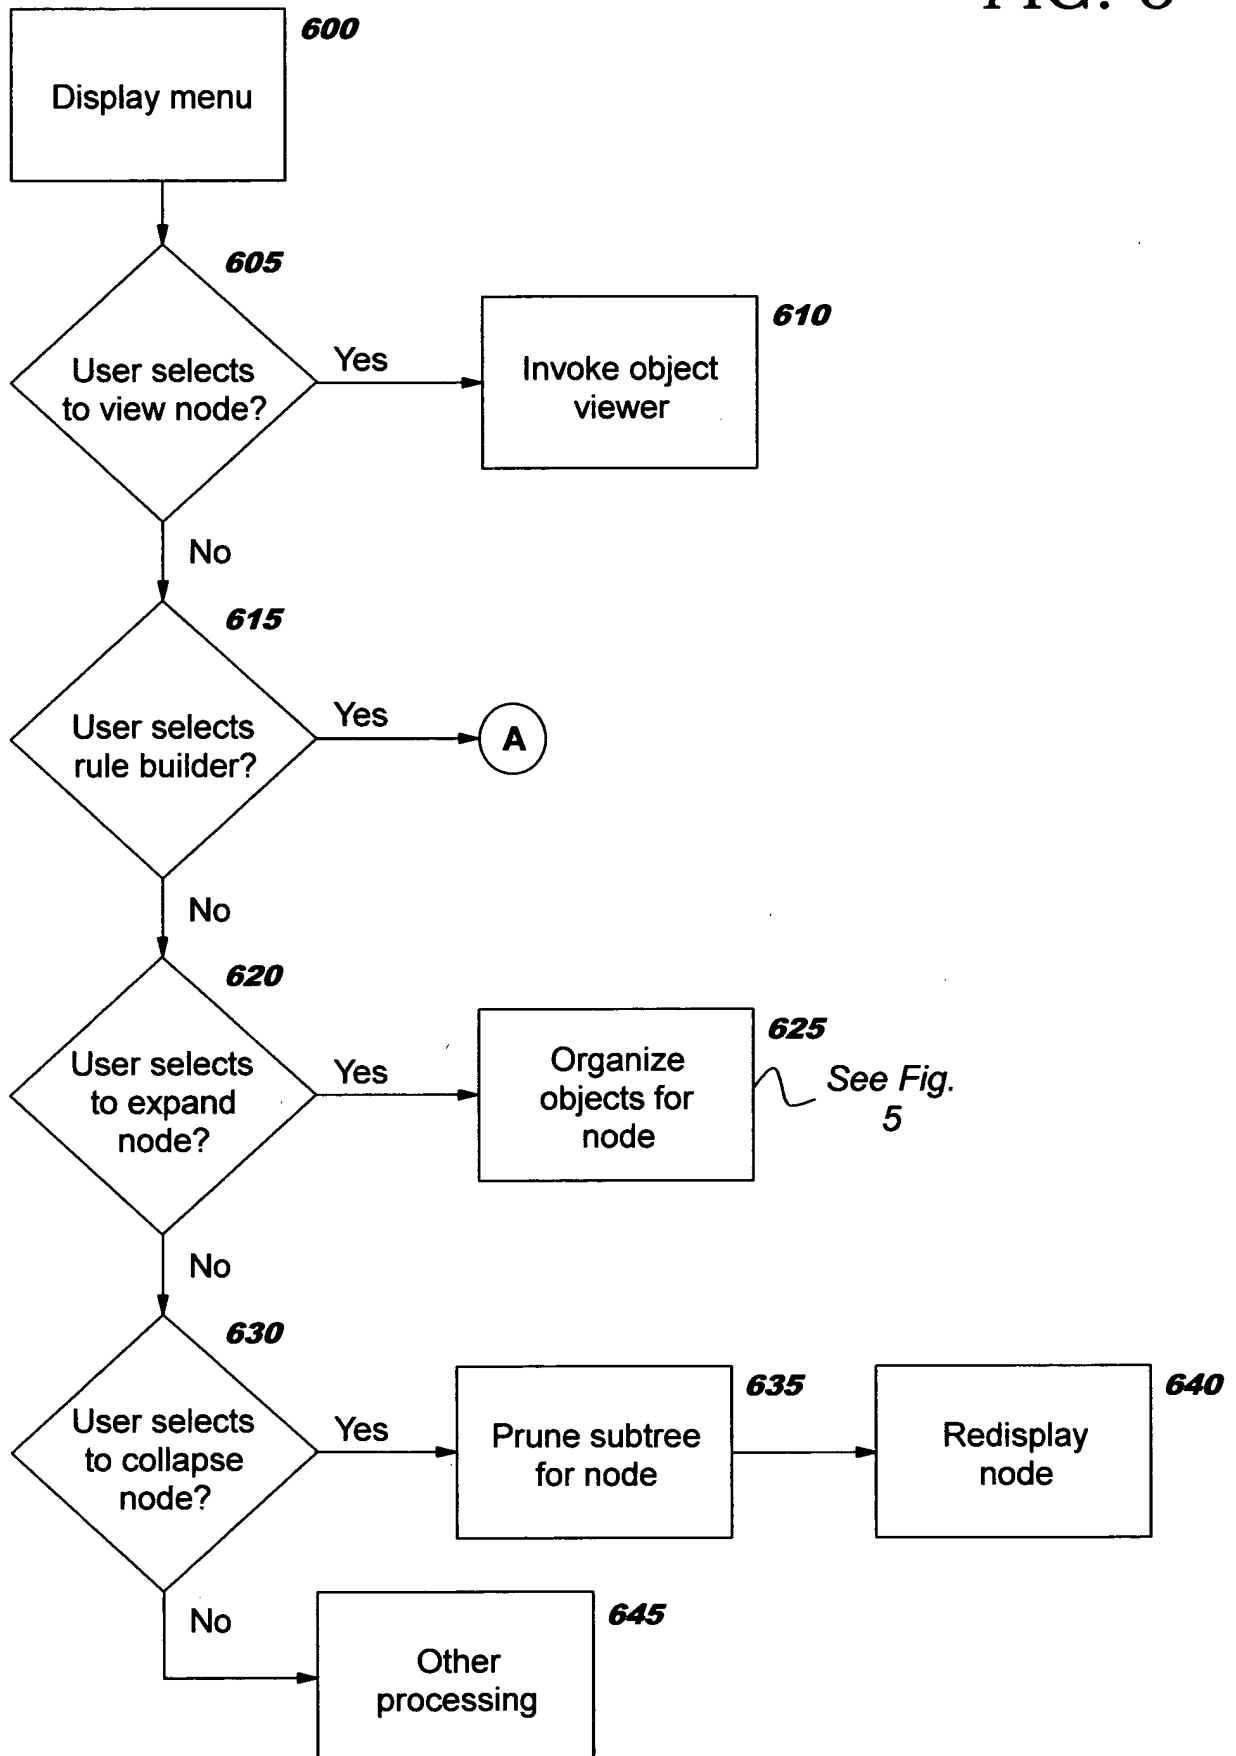 600
Display menu
605
User selects
to view node?
Yes
610
Invoke object
viewer
No
615
User selects
rule builder?
Yes
A
No
620
User selects
to expand
node?
Yes
625
Organize
objects for
node
See Fig.
5
No
630
User selects
to collapse
node?
Yes
635
Prune subtree
for node
640
Redisplay
node
No
645
Other
processing